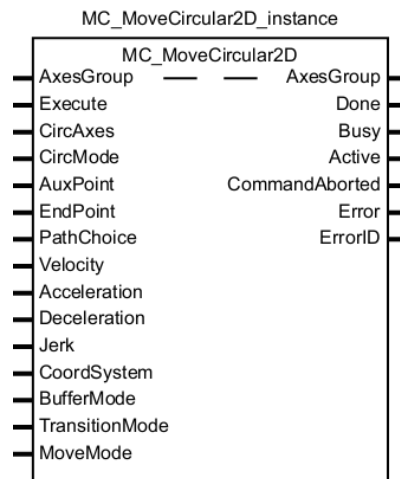 MC_MoveCircular2D_instance
MC_MoveCircular2D
AxesGroup AxesGroup
Execute Done
CircAxes Busy
CircMode Active
AuxPoint CommandAborted
EndPoint Error
PathChoice ErrorID
Velocity
Acceleration
Deceleration
Jerk
CoordSystem
BufferMode
TransitionMode
MoveMode